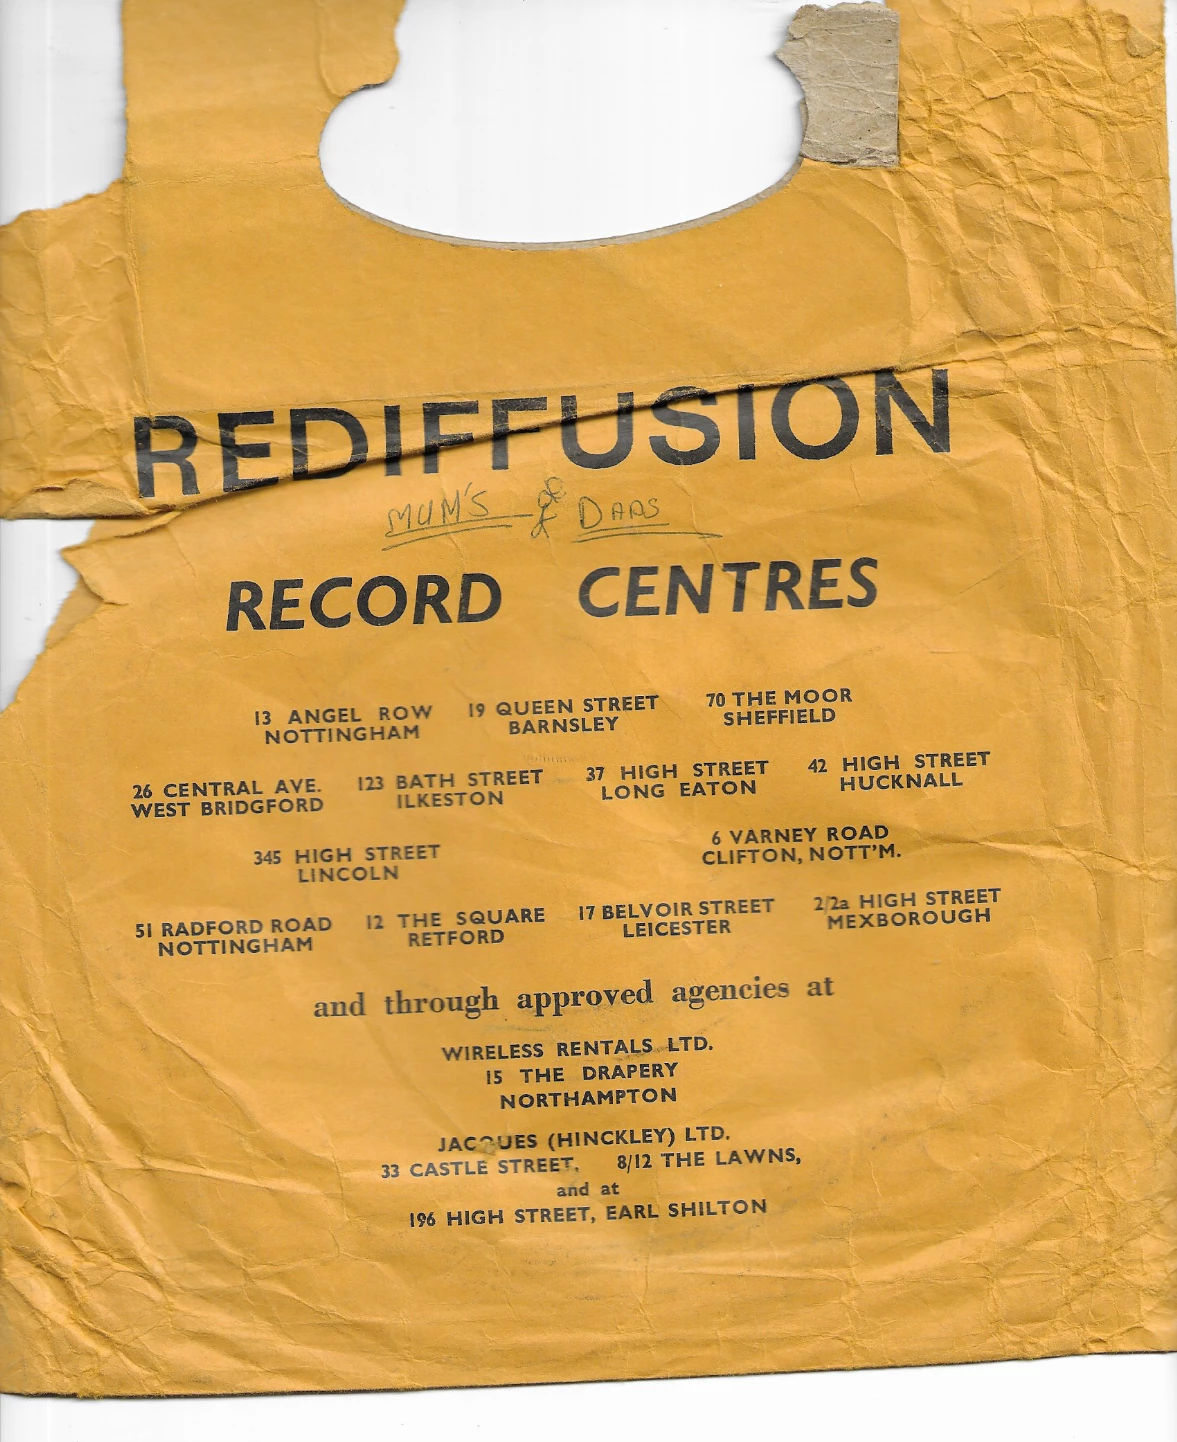 REDIFFUSION
MUM'S & DADS
RECORD CENTRES
13 ANGEL ROW
NOTTINGHAM
19 QUEEN STREET
BARNSLEY
70 THE MOOR
SHEFFIELD
26 CENTRAL AVE.
WEST BRIDGFORD
123 BATH STREET
ILKESTON
37 HIGH STREET
LONG EATON
42 HIGH STREET
HUCKNALL
345 HIGH STREET
LINCOLN
6 VARNEY ROAD
CLIFTON, NOTT'M.
51 RADFORD ROAD
NOTTINGHAM
12 THE SQUARE
RETFORD
17 BELVOIR STREET
LEICESTER
2/2a HIGH STREET
MEXBOROUGH
and through approved agencies at
WIRELESS RENTALS LTD.
15 THE DRAPERY
NORTHAMPTON
JACQUES (HINCKLEY) LTD.
33 CASTLE STREET, 8/12 THE LAWNS,
and at
196 HIGH STREET, EARL SHILTON